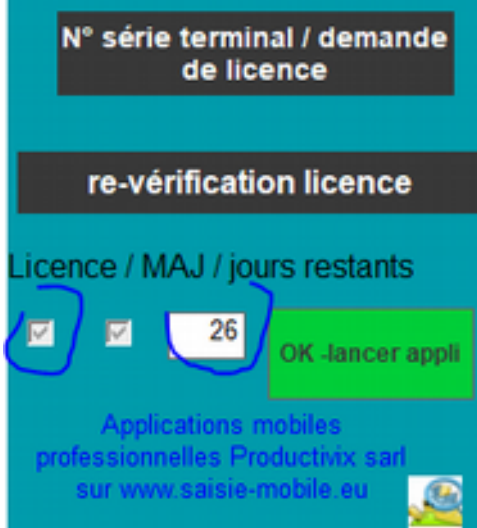 N° série terminal / demande
de licence
re-vérification licence
Licence / MAJ / jours restants
26
OK -lancer appli
Applications mobiles
professionnelles Productivix sarl
sur www.saisie-mobile.eu